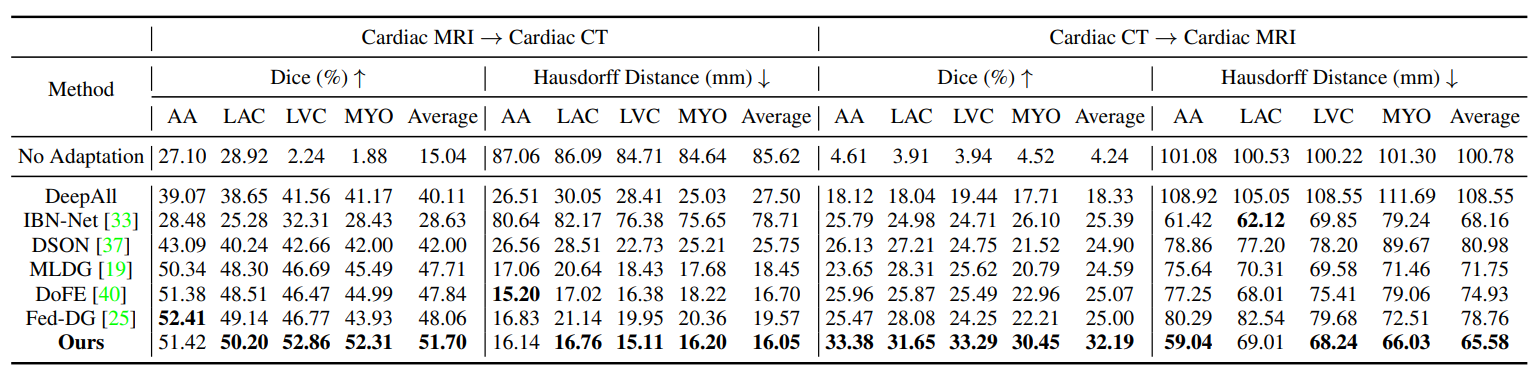 Cardiac MRI → Cardiac CT Cardiac CT → Cardiac MRI
Method Dice (%) ↑ Hausdorff Distance (mm) ↓ Dice (%) ↑ Hausdorff Distance (mm) ↓
AA LAC LVC MYO Average AA LAC LVC MYO Average AA LAC LVC MYO Average AA LAC LVC MYO Average
No Adaptation 27.10 28.92 2.24 1.88 15.04 87.06 86.09 84.71 84.64 85.62 4.61 3.91 3.94 4.52 4.24 101.08 100.53 100.22 101.30 100.78
DeepAll 39.07 38.65 41.56 41.17 40.11 26.51 30.05 28.41 25.03 27.50 18.12 18.04 19.44 17.71 18.33 108.92 105.05 108.55 111.69 108.55
IBN-Net [33] 28.48 25.28 32.31 28.43 28.63 80.64 82.17 76.38 75.65 78.71 25.79 24.98 24.71 26.10 25.39 61.42 62.12 69.85 79.24 68.16
DSON [37] 43.09 40.24 42.66 42.00 42.00 26.56 28.51 22.73 25.21 25.75 26.13 27.21 24.75 21.52 24.90 78.86 77.20 78.20 89.67 80.98
MLDG [19] 50.34 48.30 46.69 45.49 47.71 17.06 20.64 18.43 17.68 18.45 23.65 28.31 25.62 20.79 24.59 75.64 70.31 69.58 71.46 71.75
DoFE [40] 51.38 48.51 46.47 44.99 47.84 15.20 17.02 16.38 18.22 16.70 25.96 25.87 25.49 22.96 25.07 77.25 68.01 75.41 79.06 74.93
Fed-DG [25] 52.41 49.14 46.77 43.93 48.06 16.83 21.14 19.95 20.36 19.57 25.47 28.08 24.25 22.21 25.00 80.29 82.54 79.68 72.51 78.76
Ours 51.42 50.20 52.86 52.31 51.70 16.14 16.76 15.11 16.20 16.05 33.38 31.65 33.29 30.45 32.19 59.04 69.01 68.24 66.03 65.58